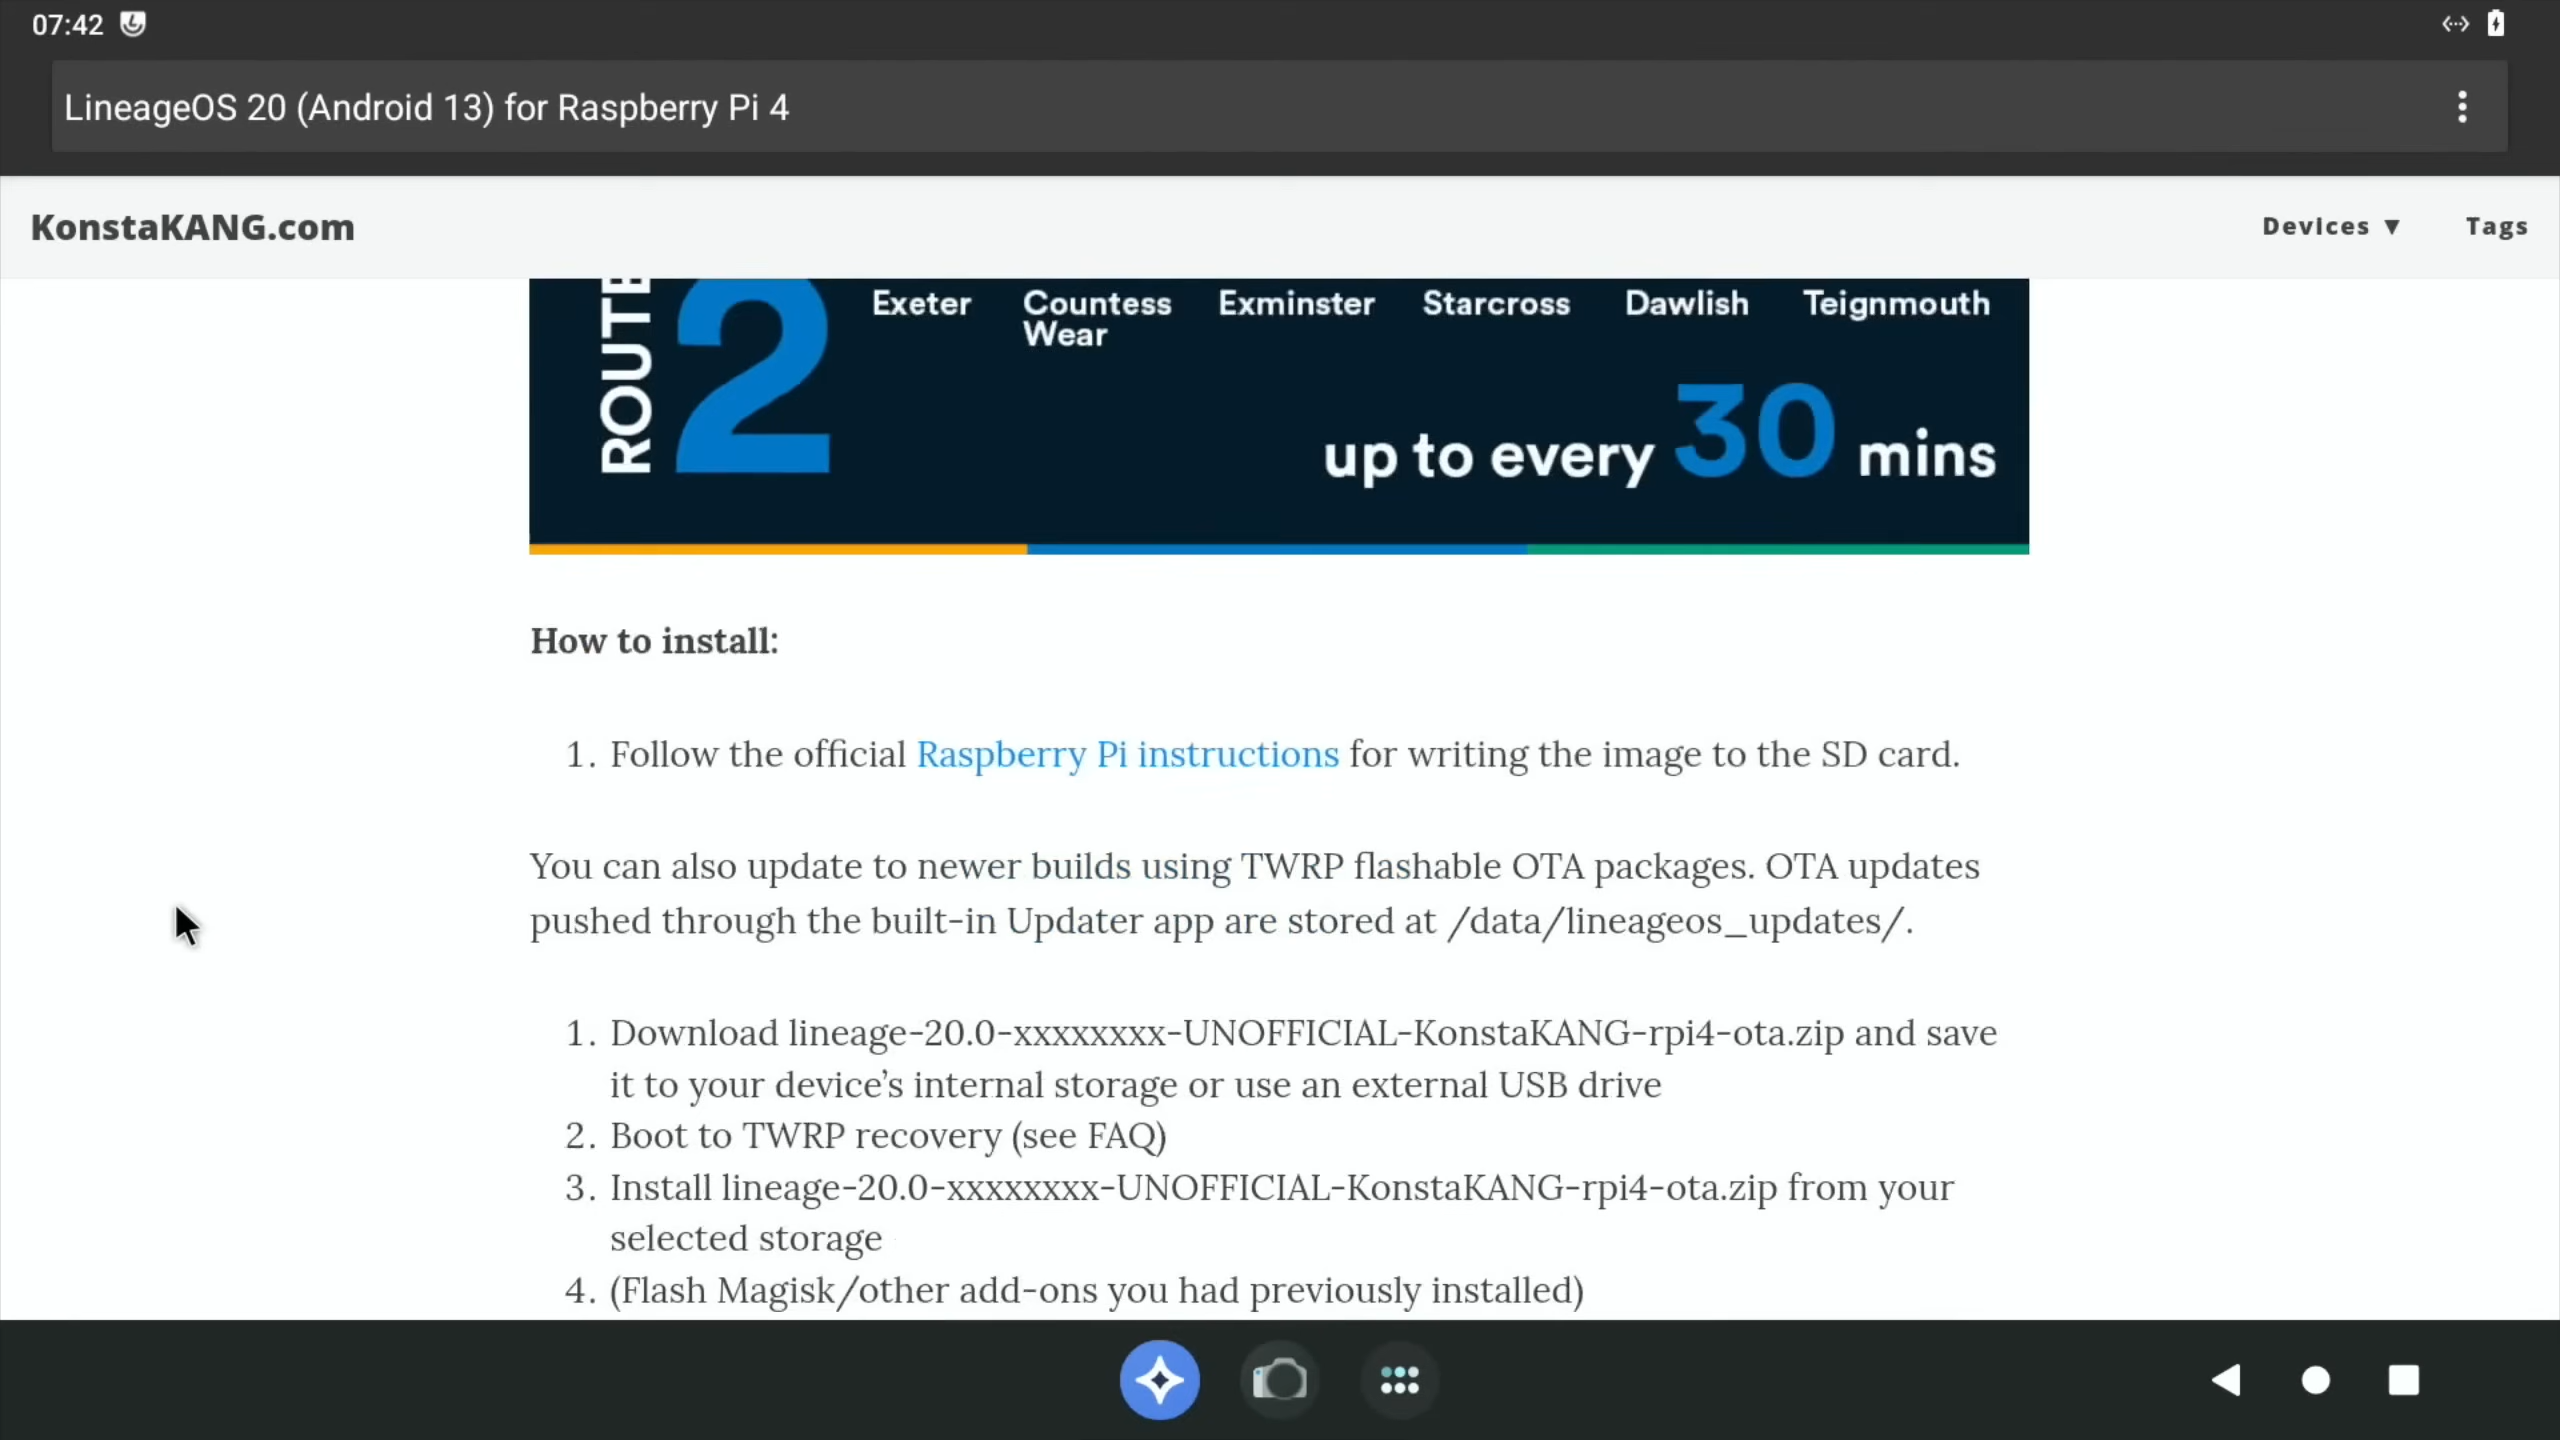 07:42
LineageOS 20 (Android 13) for Raspberry Pi 4
KonstaKANG.com
Devices ▼
Tags
ROUTE 2
Exeter
Countess
Wear
Exminster
Starcross
Dawlish
Teignmouth
up to every 30 mins
How to install:
1. Follow the official Raspberry Pi instructions for writing the image to the SD card.
You can also update to newer builds using TWRP flashable OTA packages. OTA updates
pushed through the built-in Updater app are stored at /data/lineageos_updates/.
1. Download lineage-20.0-xxxxxxxx-UNOFFICIAL-KonstaKANG-rpi4-ota.zip and save
it to your device’s internal storage or use an external USB drive
2. Boot to TWRP recovery (see FAQ)
3. Install lineage-20.0-xxxxxxxx-UNOFFICIAL-KonstaKANG-rpi4-ota.zip from your
selected storage
4. (Flash Magisk/other add-ons you had previously installed)